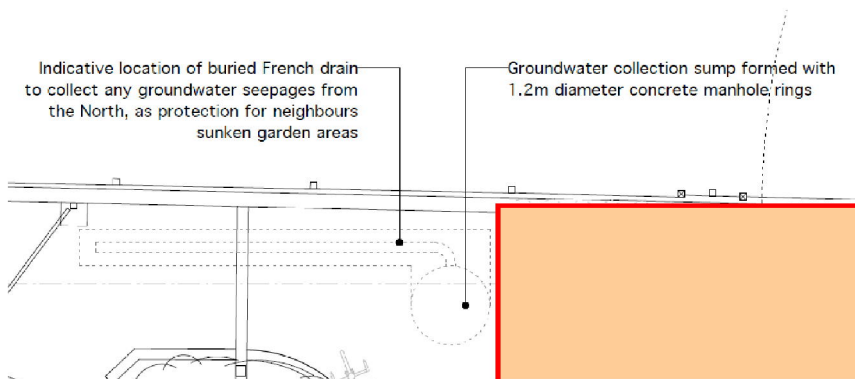 Indicative location of buried French drain
to collect any groundwater seepages from
the North, as protection for neighbours
sunken garden areas
Groundwater collection sump formed with
1.2m diameter concrete manhole rings